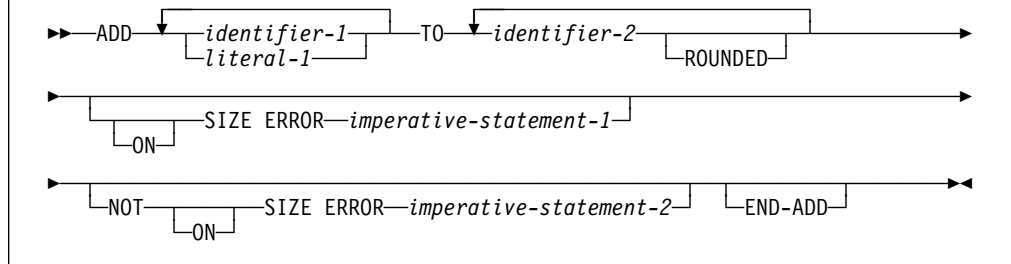 ADD identifier-1 TO identifier-2
literal-1 ROUNDED
SIZE ERROR imperative-statement-1
ON
NOT SIZE ERROR imperative-statement-2 END-ADD
ON